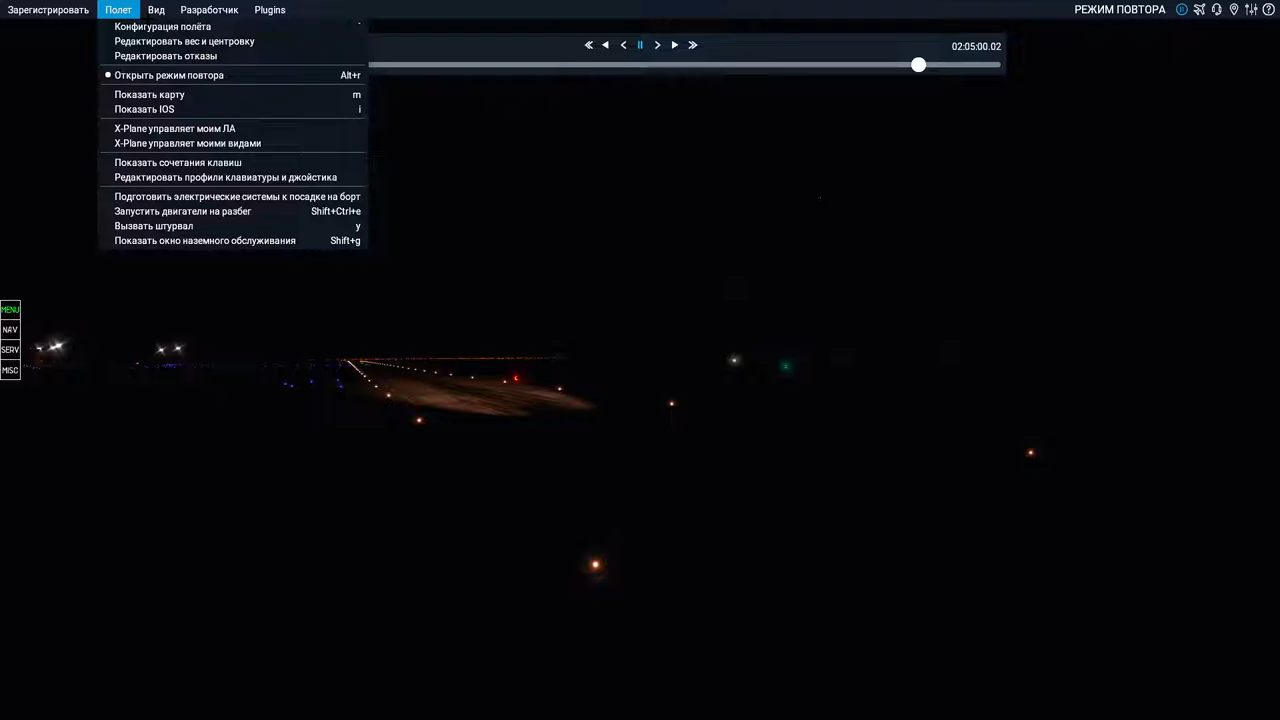 Зарегистрировать Полет Вид Разработчик Plugins РЕЖИМ ПОВТОРА
Конфигурация полёта
Редактировать вес и центровку
Редактировать отказы
Открыть режим повтора Alt+r
Показать карту m
Показать IOS i
X-Plane управляет моим ЛА
X-Plane управляет моими видами
Показать сочетания клавиш
Редактировать профили клавиатуры и джойстика
Подготовить электрические системы к посадке на борт
Запустить двигатели на разбег Shift+Ctrl+e
Вызвать штурвал y
Показать окно наземного обслуживания Shift+g
02:05:00.02
MENU
NAV
SERV
MISC